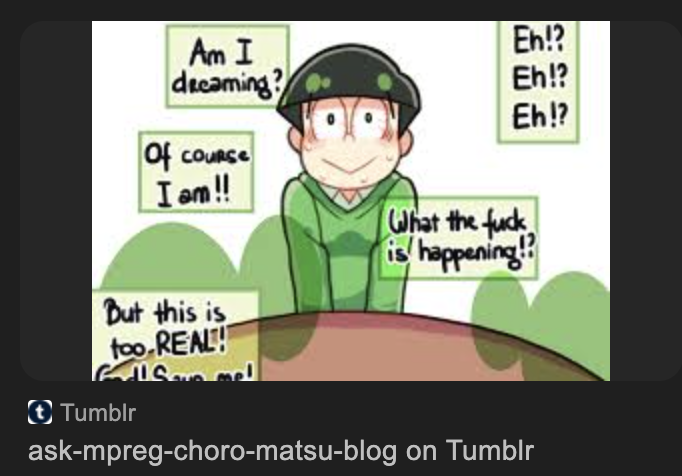 Am I
dreaming?
Eh!?
Eh!?
Eh!?
Of course
I am!!
What the fuck
is happening!?
But this is
too REAL!
me!
Tumblr
ask-mpreg-choro-matsu-blog on Tumblr